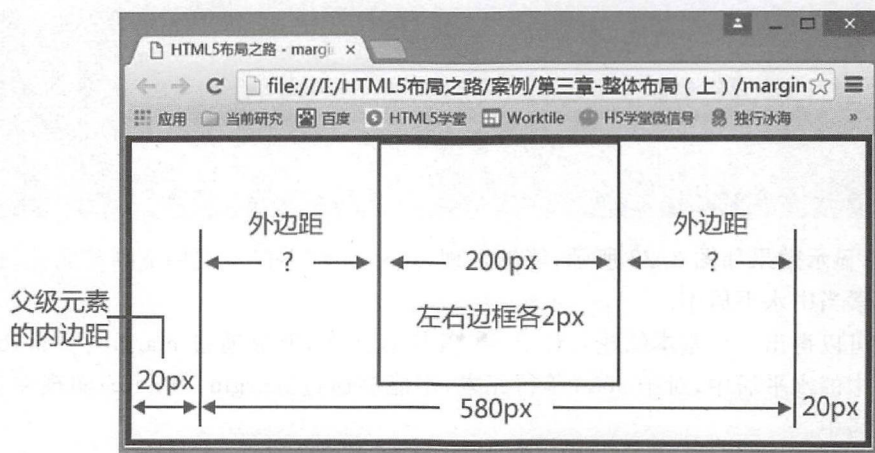 HTML5布局之路 - margi
file:///I:/HTML5布局之路/案例/第三章-整体布局（上）/margin
应用 当前研究 百度 HTML5学堂 Worktile H5学堂微信号 独行冰海 »
外边距 外边距
? 200px ?
左右边框各2px
父级元素
的内边距
20px 580px 20px